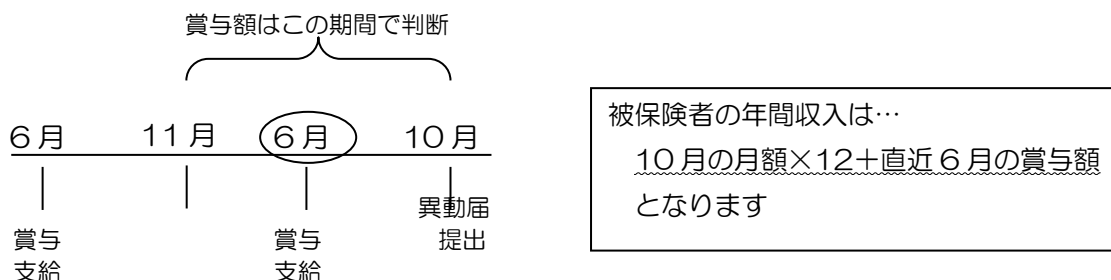 賞与額はこの期間で判断
6月 11月 6月 10月
賞与
支給
賞与
支給
異動届
提出
被保険者の年間収入は…
10月の月額×12+直近6月の賞与額
となります